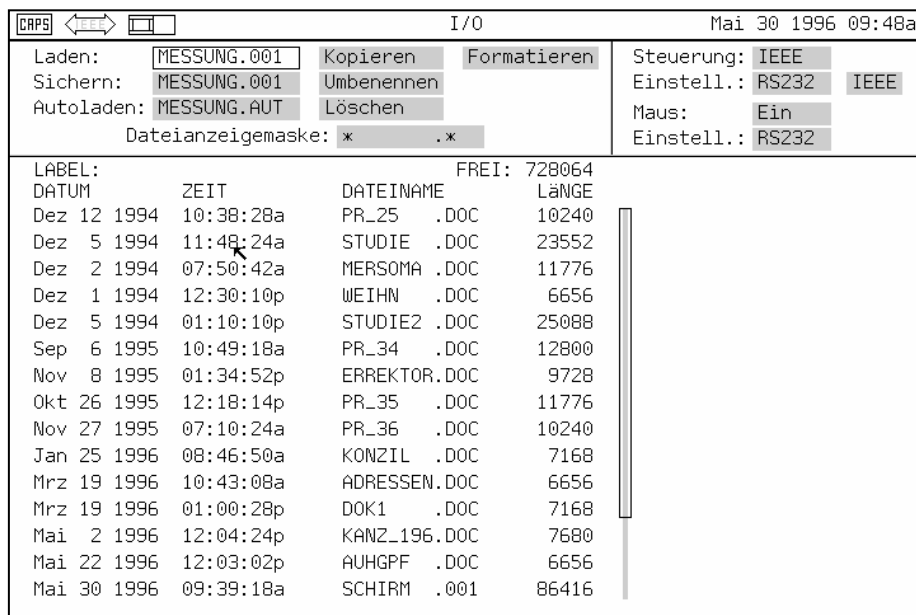 CAPS IEEE I/O Mai 30 1996 09:48a
Laden: MESSUNG.001 Kopieren Formatieren Steuerung: IEEE
Sichern: MESSUNG.001 Umbenennen Einstell.: RS232 IEEE
Autoladen: MESSUNG.AUT Löschen Maus: Ein
Dateianzeigemaske: * .* Einstell.: RS232
LABEL: FREI: 728064
DATUM ZEIT DATEINAME LäNGE
Dez 12 1994 10:38:28a PR_25 .DOC 10240
Dez 5 1994 11:48:24a STUDIE .DOC 23552
Dez 2 1994 07:50:42a MERSOMA .DOC 11776
Dez 1 1994 12:30:10p WEIHN .DOC 6656
Dez 5 1994 01:10:10p STUDIE2 .DOC 25088
Sep 6 1995 10:49:18a PR_34 .DOC 12800
Nov 8 1995 01:34:52p ERREKTOR.DOC 9728
Okt 26 1995 12:18:14p PR_35 .DOC 11776
Nov 27 1995 07:10:24a PR_36 .DOC 10240
Jan 25 1996 08:46:50a KONZIL .DOC 7168
Mrz 19 1996 10:43:08a ADRESSEN.DOC 6656
Mrz 19 1996 01:00:28p DOK1 .DOC 7168
Mai 2 1996 12:04:24p KANZ_196.DOC 7680
Mai 22 1996 12:03:02p AUHGPF .DOC 6656
Mai 30 1996 09:39:18a SCHIRM .001 86416